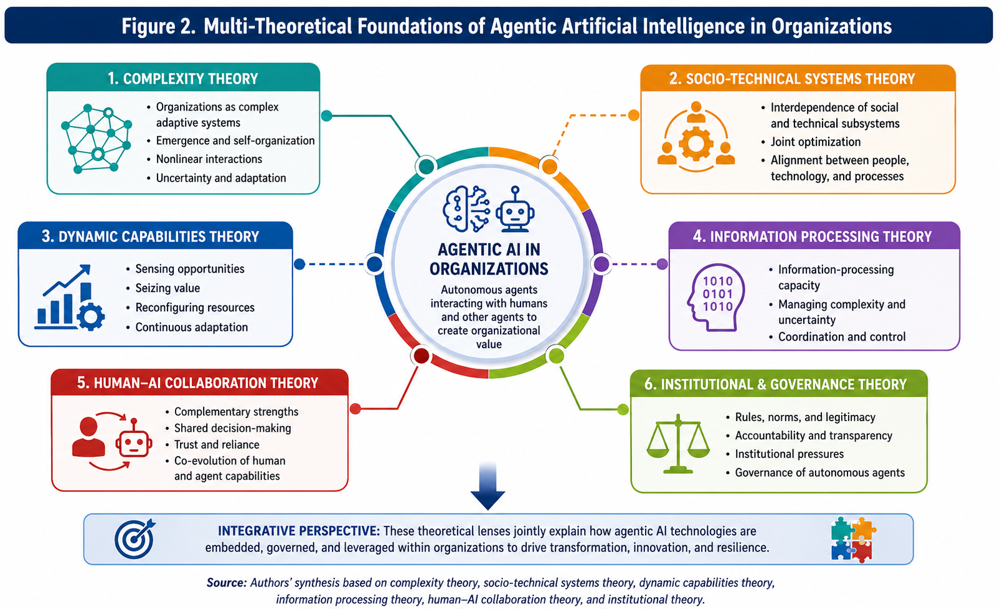 Figure 2. Multi-Theoretical Foundations of Agentic Artificial Intelligence in Organizations
1. COMPLEXITY THEORY
• Organizations as complex
adaptive systems
• Emergence and self-organization
• Nonlinear interactions
• Uncertainty and adaptation
2. SOCIO-TECHNICAL SYSTEMS THEORY
• Interdependence of social
and technical subsystems
• Joint optimization
• Alignment between people,
technology, and processes
3. DYNAMIC CAPABILITIES THEORY
• Sensing opportunities
• Seizing value
• Reconfiguring resources
• Continuous adaptation
AGENTIC AI IN
ORGANIZATIONS
Autonomous agents
interacting with humans
and other agents to
create organizational
value
4. INFORMATION PROCESSING THEORY
1010
0101
1010
• Information-processing
capacity
• Managing complexity and
uncertainty
• Coordination and control
5. HUMAN–AI COLLABORATION THEORY
• Complementary strengths
• Shared decision-making
• Trust and reliance
• Co-evolution of human
and agent capabilities
6. INSTITUTIONAL & GOVERNANCE THEORY
• Rules, norms, and legitimacy
• Accountability and transparency
• Institutional pressures
• Governance of autonomous agents
INTEGRATIVE PERSPECTIVE: These theoretical lenses jointly explain how agentic AI technologies are
embedded, governed, and leveraged within organizations to drive transformation, innovation, and resilience.
Source: Authors' synthesis based on complexity theory, socio-technical systems theory, dynamic capabilities theory,
information processing theory, human–AI collaboration theory, and institutional theory.